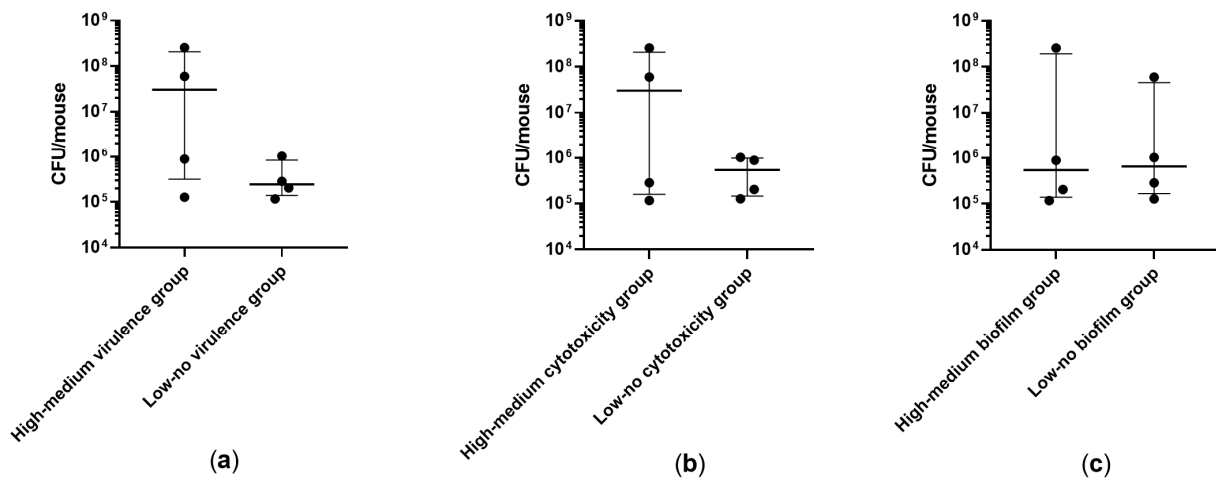 10⁹
10⁸
10⁷
10⁶
10⁵
10⁴
CFU/mouse
High-medium virulence group
Low-no virulence group
(a)
10⁹
10⁸
10⁷
10⁶
10⁵
10⁴
CFU/mouse
High-medium cytotoxicity group
Low-no cytotoxicity group
(b)
10⁹
10⁸
10⁷
10⁶
10⁵
10⁴
CFU/mouse
High-medium biofilm group
Low-no biofilm group
(c)